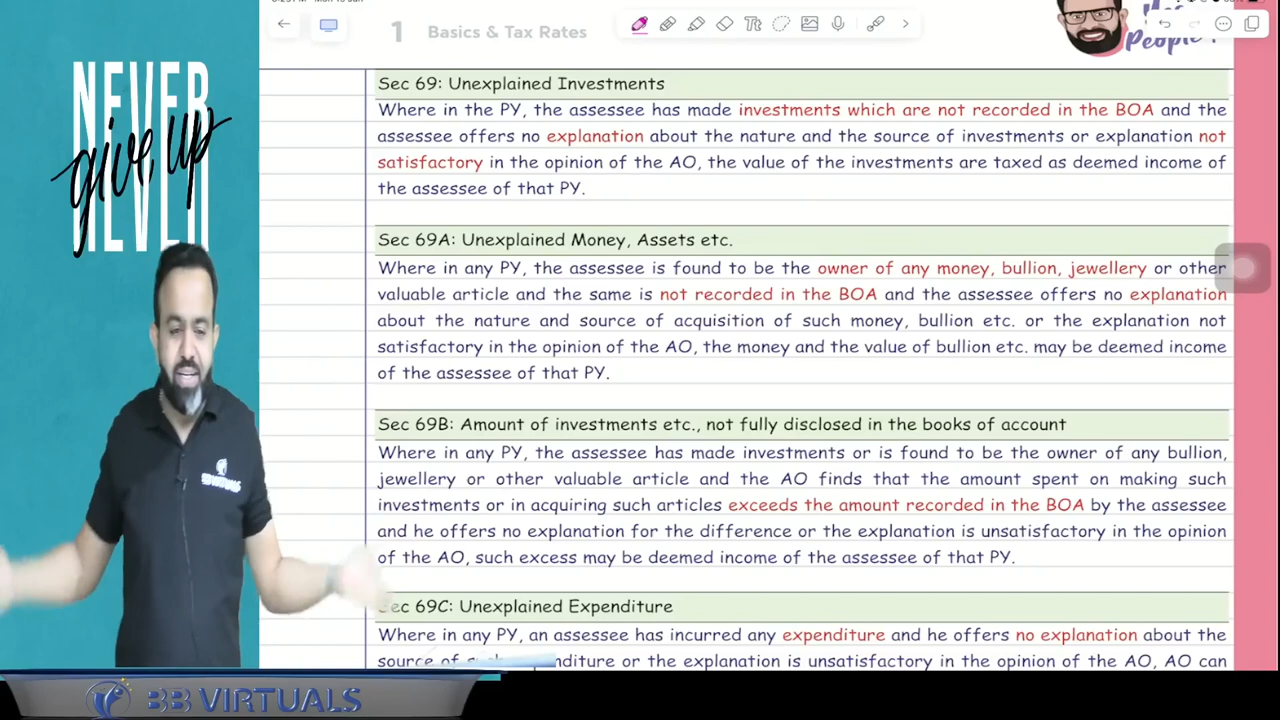 1 Basics & Tax Rates
People
NEVER
give up
NEVER
Sec 69: Unexplained Investments
Where in the PY, the assessee has made investments which are not recorded in the BOA and the
assessee offers no explanation about the nature and the source of investments or explanation not
satisfactory in the opinion of the AO, the value of the investments are taxed as deemed income of
the assessee of that PY.
Sec 69A: Unexplained Money, Assets etc.
Where in any PY, the assessee is found to be the owner of any money, bullion, jewellery or other
valuable article and the same is not recorded in the BOA and the assessee offers no explanation
about the nature and source of acquisition of such money, bullion etc. or the explanation not
satisfactory in the opinion of the AO, the money and the value of bullion etc. may be deemed income
of the assessee of that PY.
Sec 69B: Amount of investments etc., not fully disclosed in the books of account
Where in any PY, the assessee has made investments or is found to be the owner of any bullion,
jewellery or other valuable article and the AO finds that the amount spent on making such
investments or in acquiring such articles exceeds the amount recorded in the BOA by the assessee
and he offers no explanation for the difference or the explanation is unsatisfactory in the opinion
of the AO, such excess may be deemed income of the assessee of that PY.
Sec 69C: Unexplained Expenditure
Where in any PY, an assessee has incurred any expenditure and he offers no explanation about the
source of such or the explanation is unsatisfactory in the opinion of the AO, AO can
BB VIRTUALS
BB VIRTUALS